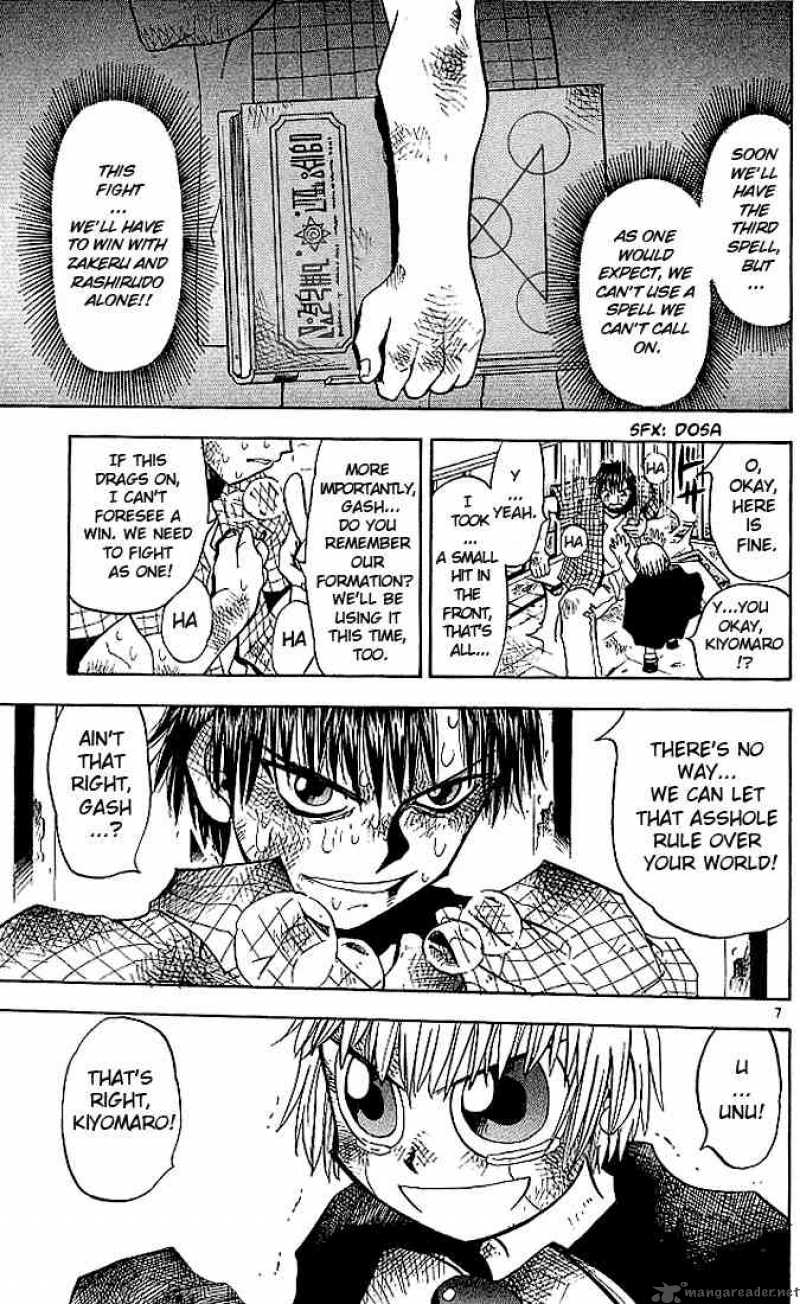 SOON
WE'LL
HAVE
THE
THIRD
SPELL,
BUT
...
AS ONE
WOULD
EXPECT, WE
CAN'T USE A
SPELL WE
CAN'T CALL
ON.
THIS
FIGHT
...
WE'LL HAVE
TO WIN WITH
ZAKERU AND
RASHIRUDO
ALONE!!
SFX: DOSA
O,
OKAY,
HERE
IS
FINE.
Y...YOU
OKAY,
KIYOMARO
!?
HA
HA
Y
...
YEAH.
I
TOOK
...
A SMALL
HIT IN
THE
FRONT,
THAT'S
ALL...
MORE
IMPORTANTLY,
GASH...
DO YOU
REMEMBER
OUR
FORMATION?
WE'LL BE
USING IT
THIS TIME,
TOO.
IF THIS
DRAGS ON,
I CAN'T
FORESEE A
WIN. WE NEED
TO FIGHT
AS ONE!
HA
HA
THERE'S NO
WAY...
WE CAN LET
THAT ASSHOLE
RULE OVER
YOUR WORLD!
AIN'T
THAT
RIGHT,
GASH
...?
7
U
...
UNU!
THAT'S
RIGHT,
KIYOMARO!
mangareader.net